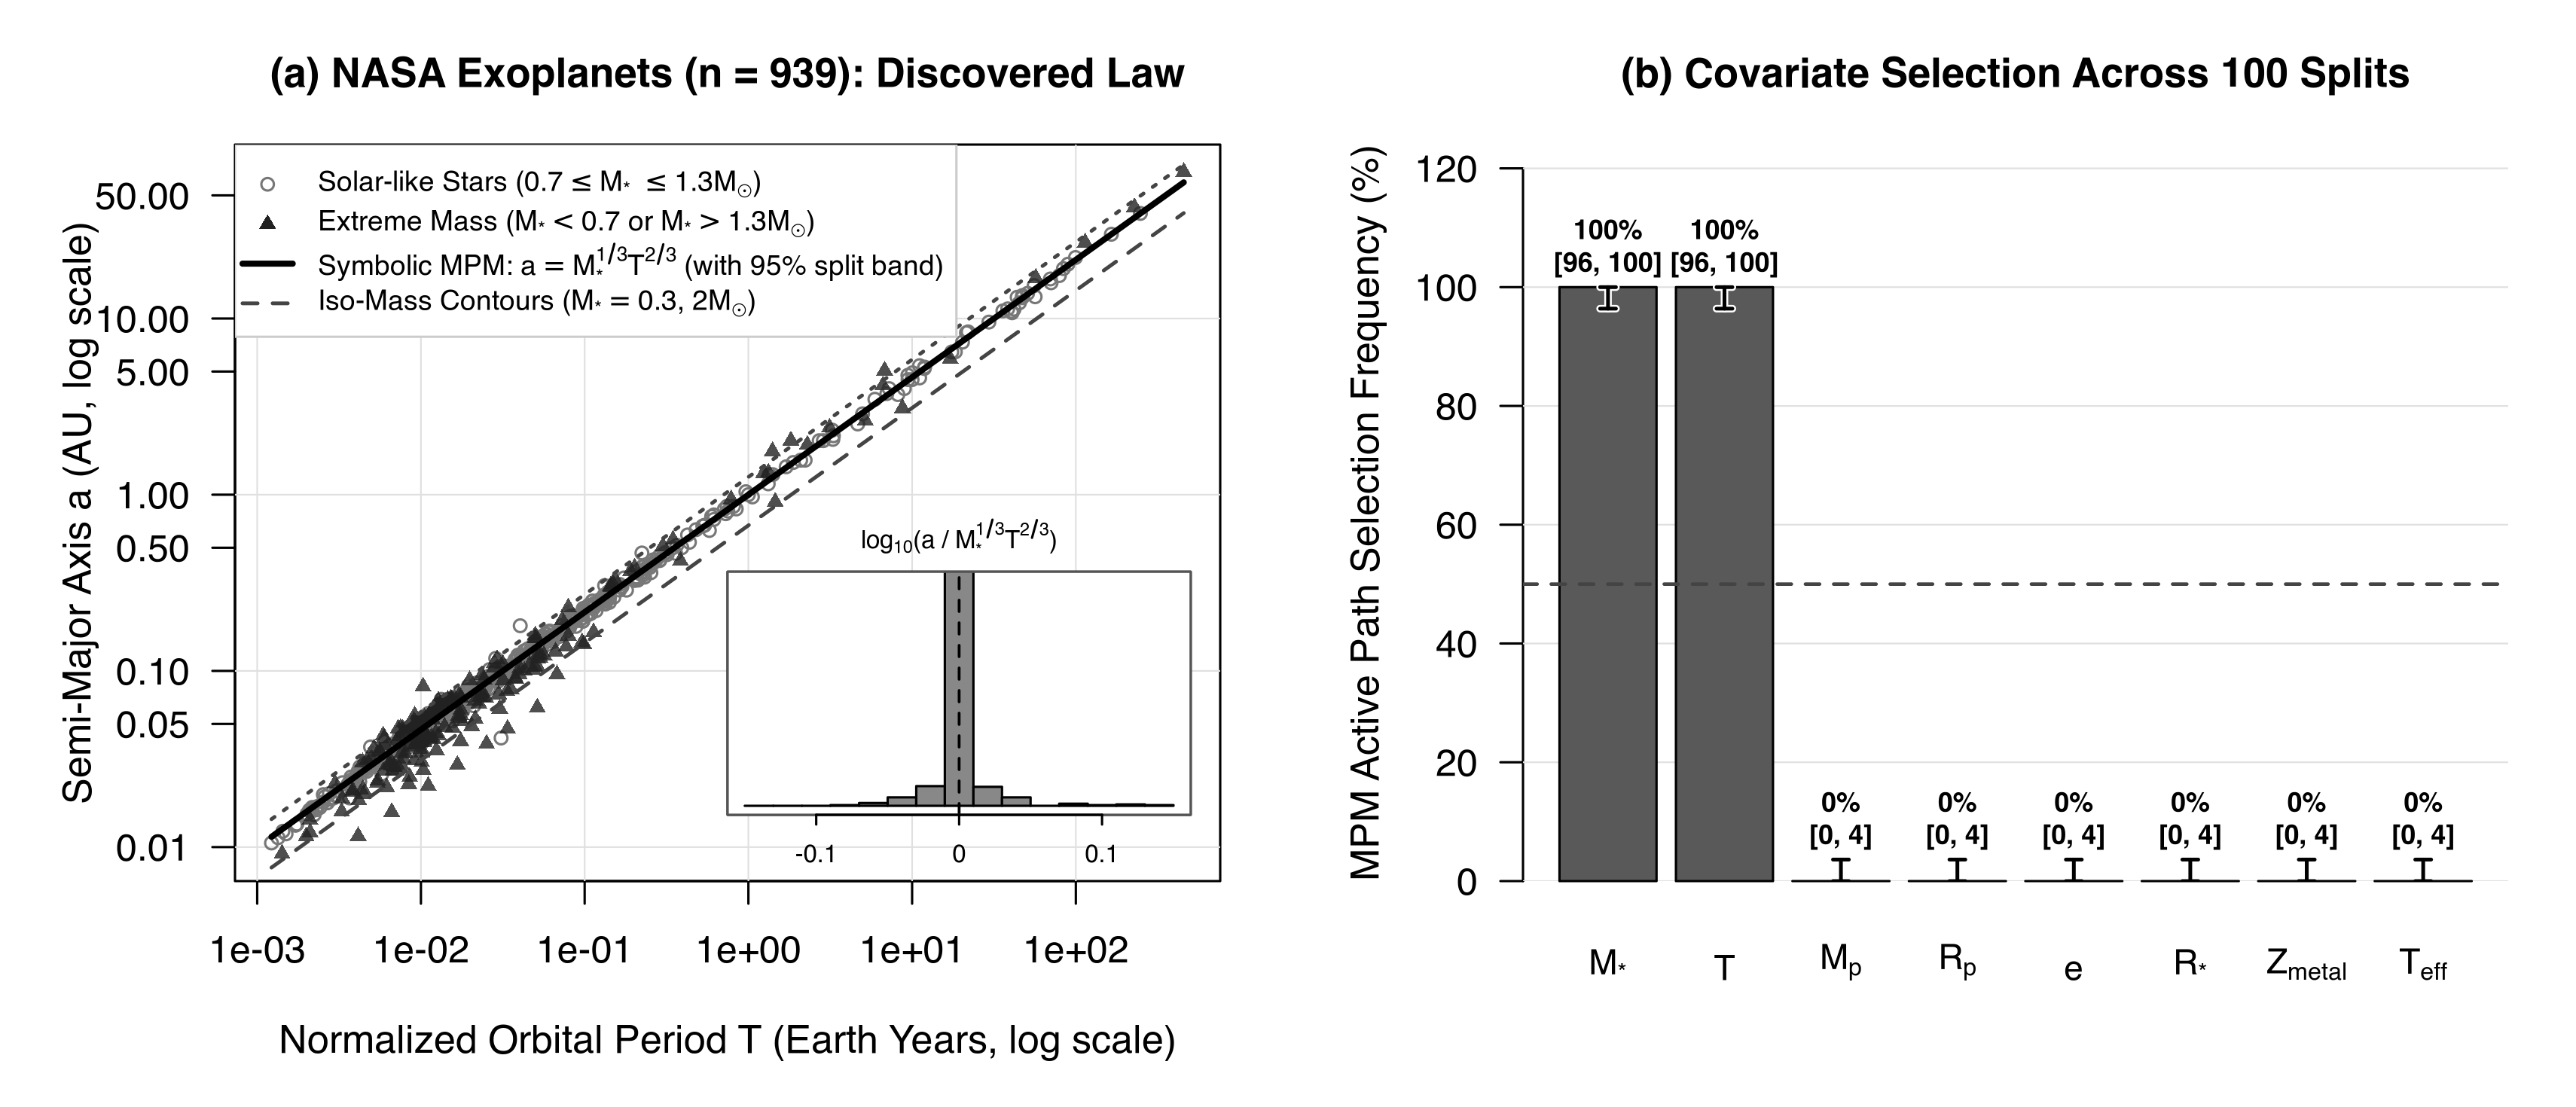 (a) NASA Exoplanets (n = 939): Discovered Law
Semi-Major Axis a (AU, log scale)
50.00
10.00
5.00
1.00
0.50
0.10
0.05
0.01
Solar-like Stars (0.7 ≤ M* ≤ 1.3M☉)
Extreme Mass (M* < 0.7 or M* > 1.3M☉)
Symbolic MPM: a = M*^1/3T^2/3 (with 95% split band)
Iso-Mass Contours (M* = 0.3, 2M☉)
log10(a / M*^1/3T^2/3)
-0.1 0 0.1
1e-03 1e-02 1e-01 1e+00 1e+01 1e+02
Normalized Orbital Period T (Earth Years, log scale)
(b) Covariate Selection Across 100 Splits
MPM Active Path Selection Frequency (%)
120
100
80
60
40
20
0
100% 100%
[96, 100] [96, 100]
0% 0% 0% 0% 0% 0%
[0, 4] [0, 4] [0, 4] [0, 4] [0, 4] [0, 4]
M* T Mp Rp e R* Zmetal Teff